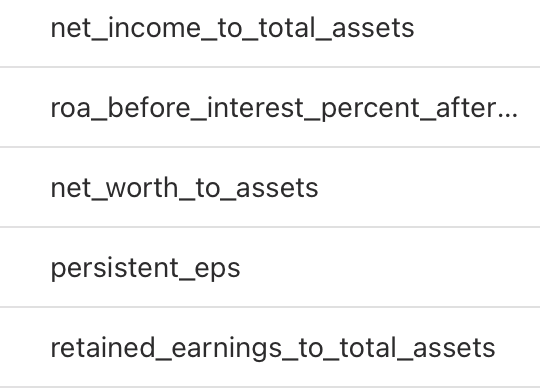 net_income_to_total_assets
roa_before_interest_percent_after...
net_worth_to_assets
persistent_eps
retained_earnings_to_total_assets